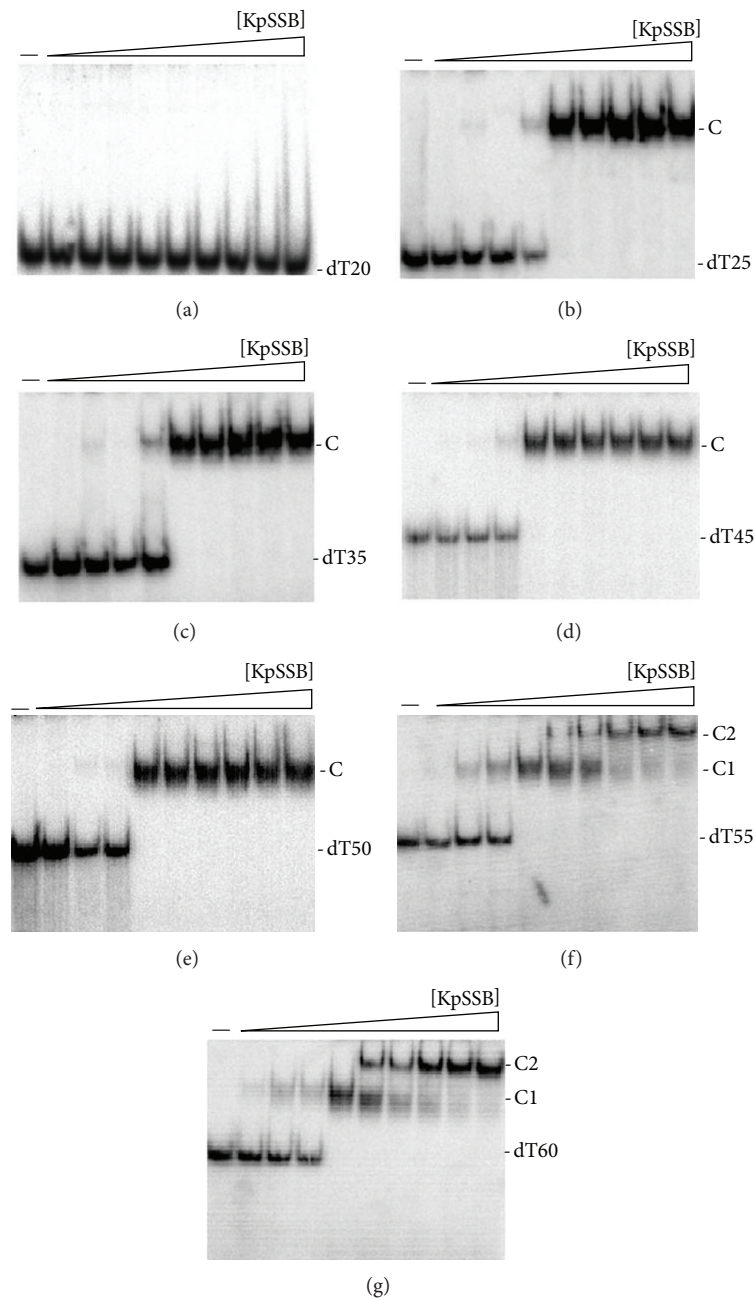 [KpSSB]
[KpSSB]
–
–
C
dT20
dT25
(a)
(b)
[KpSSB]
[KpSSB]
–
–
C
C
dT35
dT45
(c)
(d)
[KpSSB]
[KpSSB]
–
–
C2
C
C1
dT50
dT55
(e)
(f)
[KpSSB]
–
C2
C1
dT60
(g)